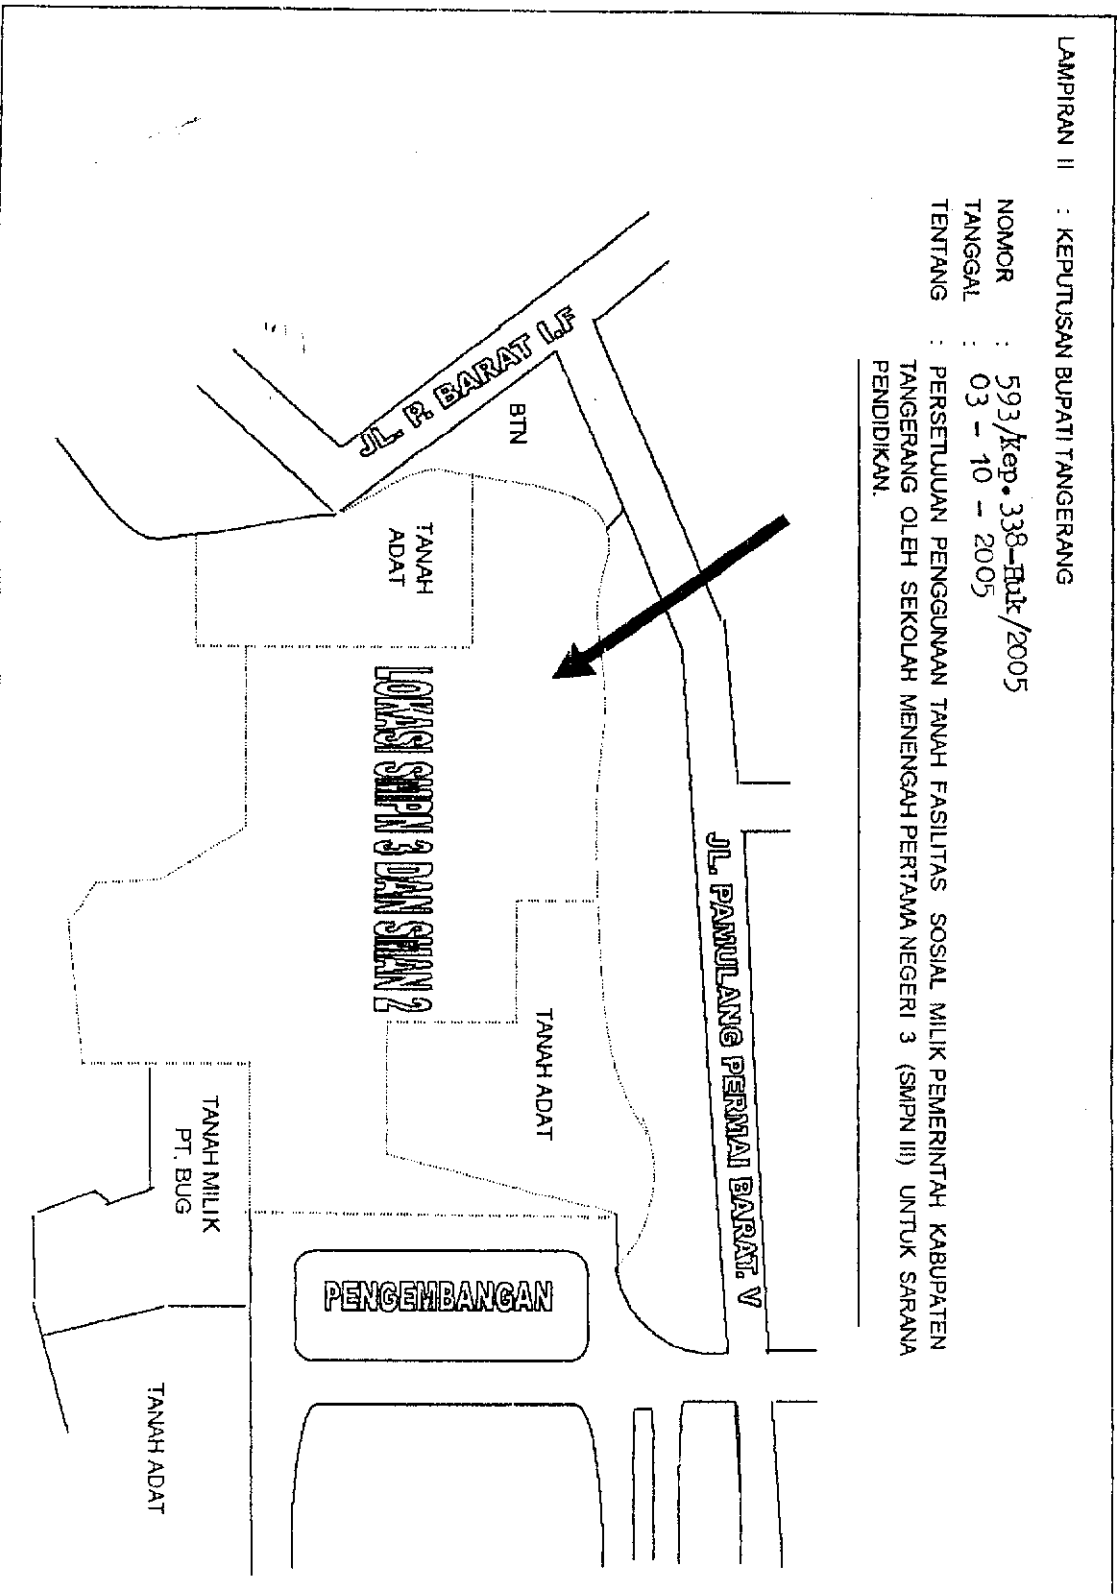 LAMPIRAN II : KEPUTUSAN BUPATI TANGERANG
NOMOR : 593/Kep.338-Huk/2005
TANGGAL : 03 - 10 - 2005
TENTANG : PERSETUJUAN PENGGUNAAN TANAH FASILITAS SOSIAL MILIK PEMERINTAH KABUPATEN
TANGERANG OLEH SEKOLAH MENENGAH PERTAMA NEGERI 3 (SMPN III) UNTUK SARANA
PENDIDIKAN.
JL. PAMULANG PERMAI BARAT. V
JL. P. BARAT I.F
BTN
TANAH
ADAT
TANAH ADAT
LOKASI SMPN 3 DAN SMAN 2
PENGEMBANGAN
TANAH MILIK
PT. BUG
TANAH ADAT